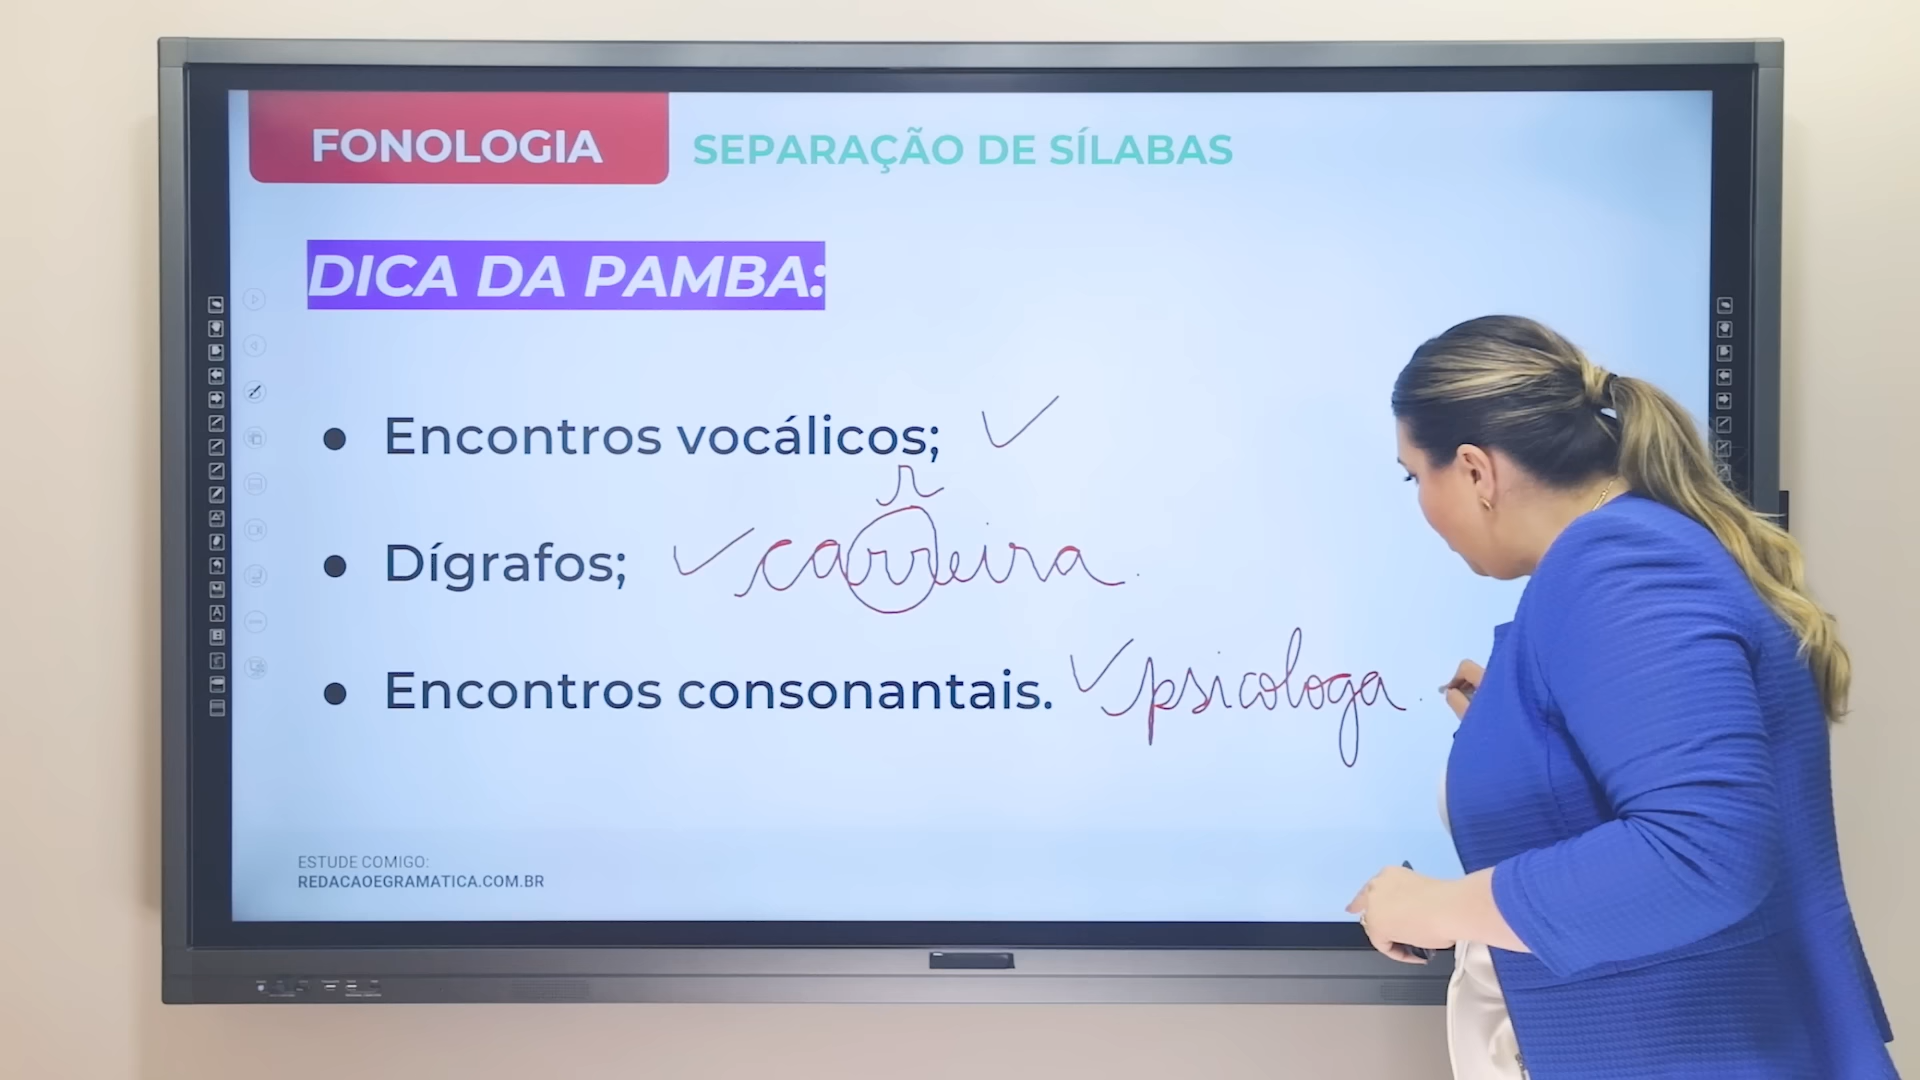 FONOLOGIA SEPARAÇÃO DE SÍLABAS
DICA DA PAMBA:
● Encontros vocálicos;
r
● Dígrafos; carreira.
● Encontros consonantais. psicologa.
ESTUDE COMIGO:
REDACAOEGRAMATICA.COM.BR